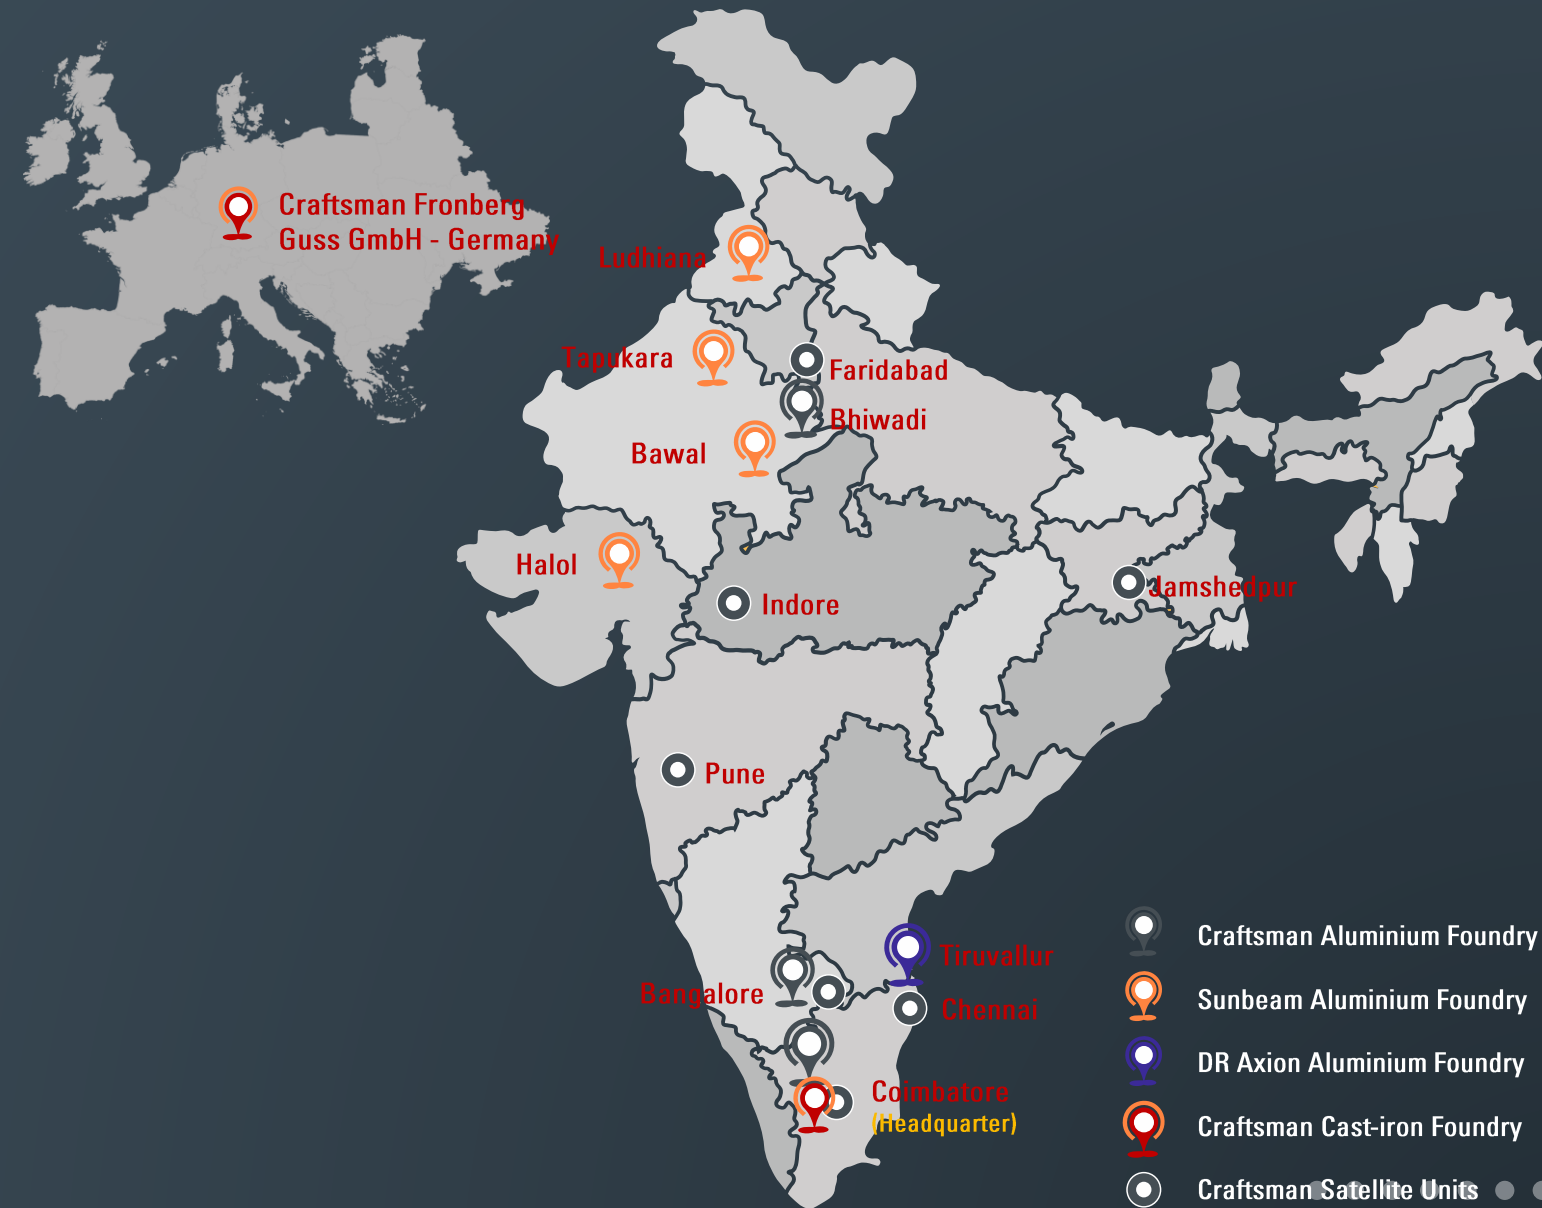 Craftsman Fronberg
Guss GmbH - Germany
Ludhiana
Tapukara
Faridabad
Bhiwadi
Bawal
Halol
Indore
Jamshedpur
Pune
Tiruvallur
Bangalore
Chennai
Coimbatore
(Headquarter)
Craftsman Aluminium Foundry
Sunbeam Aluminium Foundry
DR Axion Aluminium Foundry
Craftsman Cast-iron Foundry
Craftsman Satellite Units